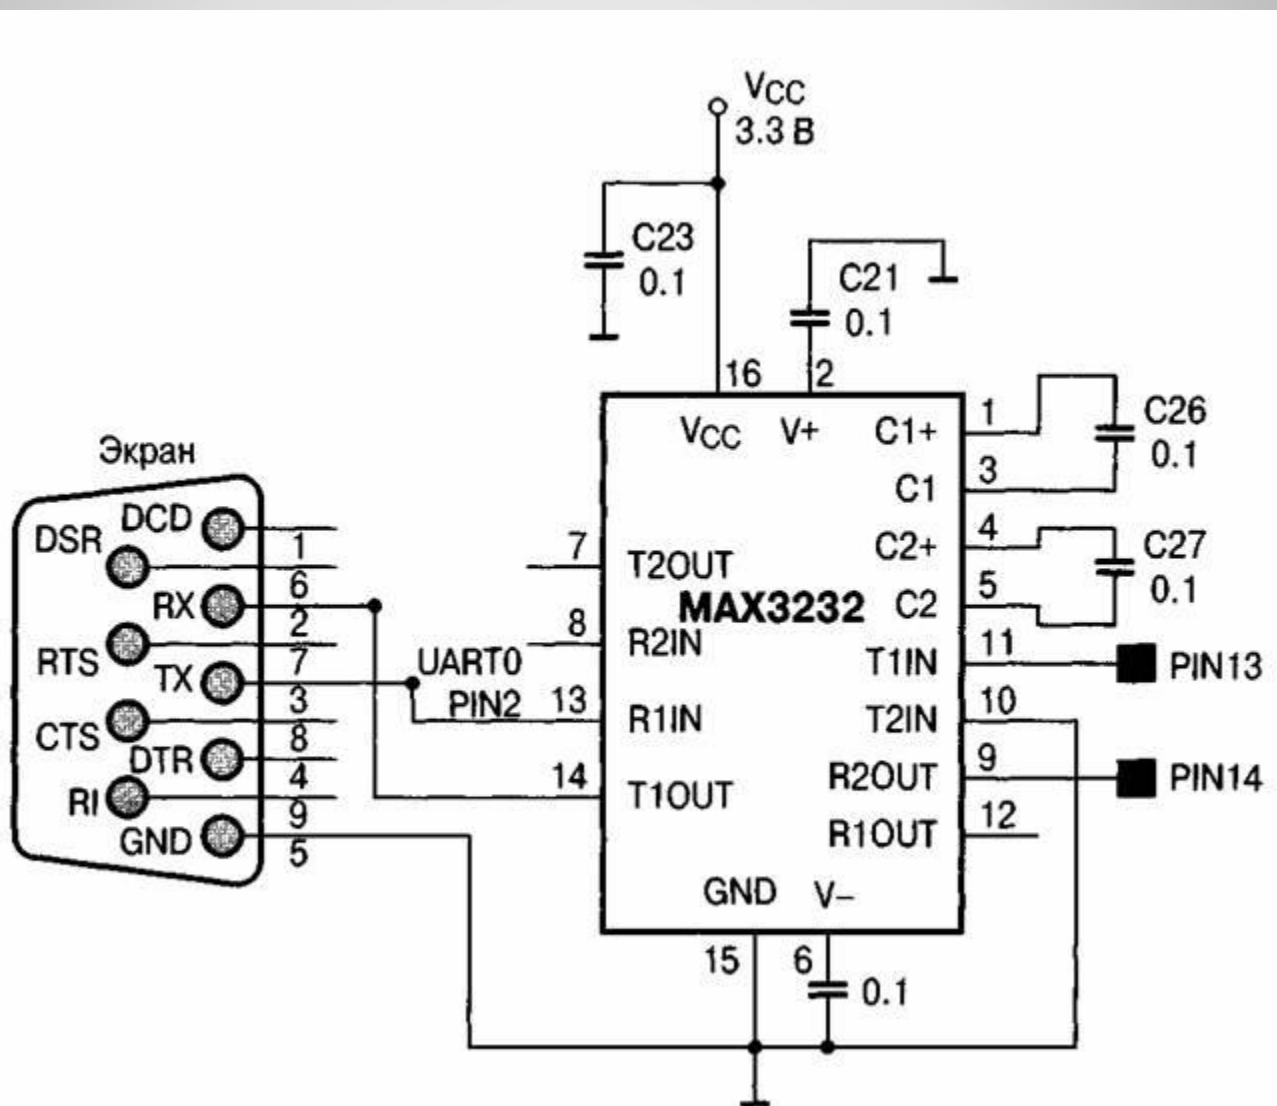 VCC
3.3 В
C23
0.1
C21
0.1
16
2
VCC
V+
C1+
1
C26
0.1
C1
3
C2+
4
C27
0.1
C2
5
Экран
DCD
1
DSR
6
RX
2
RTS
7
TX
3
CTS
8
DTR
4
RI
9
GND
5
UART0
PIN2
7
T2OUT
MAX3232
8
R2IN
13
R1IN
14
T1OUT
T1IN
11
PIN13
T2IN
10
R2OUT
9
PIN14
R1OUT
12
GND
V–
15
6
0.1